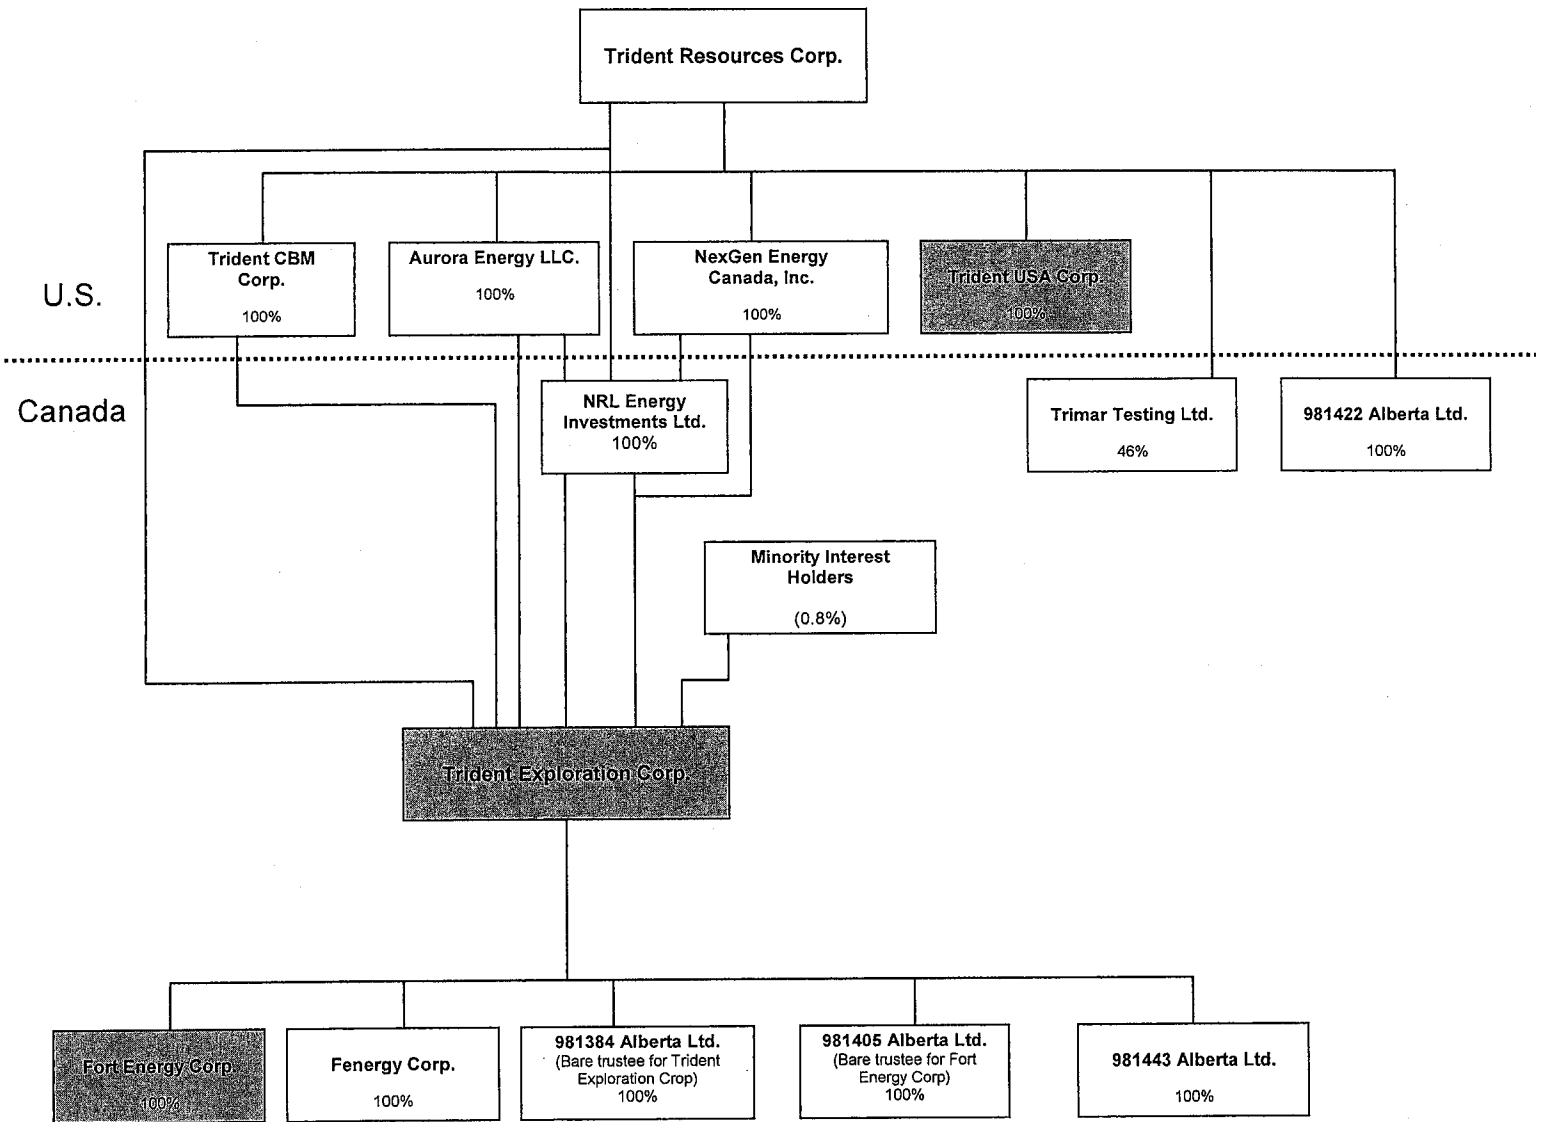 Trident Resources Corp.
U.S.
Trident CBM
Corp.
100%
Aurora Energy LLC.
100%
NexGen Energy
Canada, Inc.
100%
Trident USA Corp.
100%
Canada
NRL Energy
Investments Ltd.
100%
Trimar Testing Ltd.
46%
981422 Alberta Ltd.
100%
Minority Interest
Holders
(0.8%)
Trident Exploration Corp.
Fort Energy Corp.
100%
Fenergy Corp.
100%
981384 Alberta Ltd.
(Bare trustee for Trident
Exploration Crop)
100%
981405 Alberta Ltd.
(Bare trustee for Fort
Energy Corp)
100%
981443 Alberta Ltd.
100%